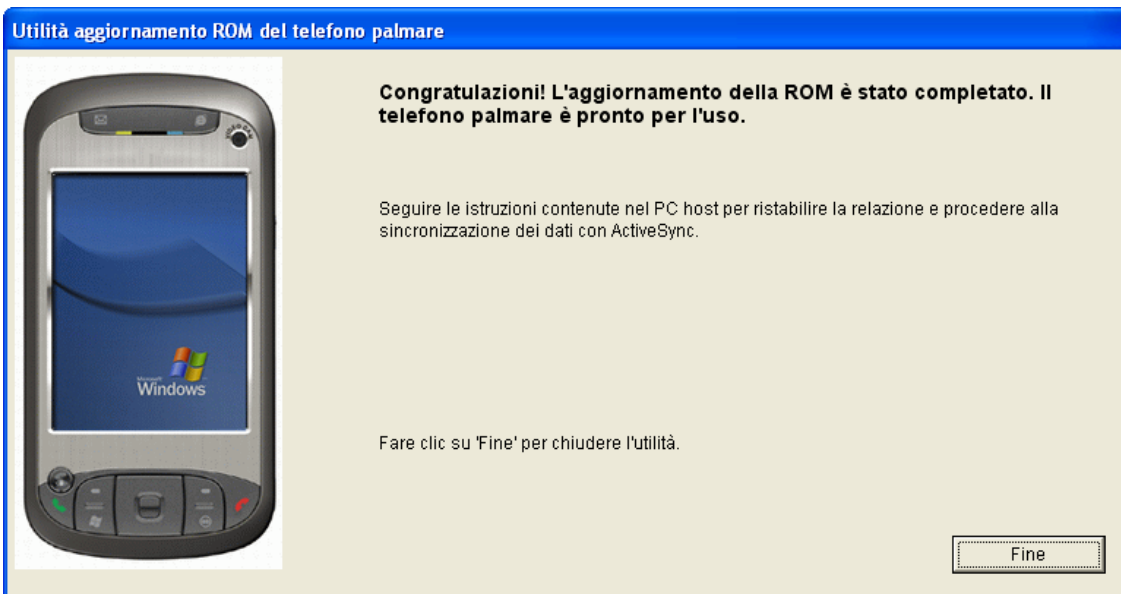 Utilità aggiornamento ROM del telefono palmare
Congratulazioni! L'aggiornamento della ROM è stato completato. Il
telefono palmare è pronto per l'uso.
Seguire le istruzioni contenute nel PC host per ristabilire la relazione e procedere alla
sincronizzazione dei dati con ActiveSync.
Microsoft
Windows
Fare clic su 'Fine' per chiudere l'utilità.
Fine